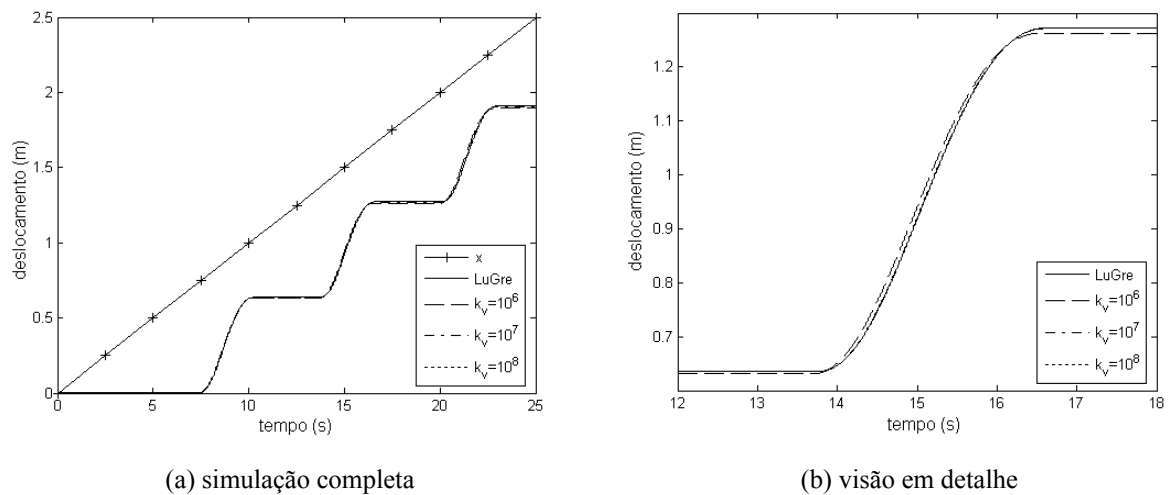 2.5
2
1.5
1
0.5
0
0
5
10
15
20
25
deslocamento (m)
tempo (s)
x
LuGre
k_v=10^6
k_v=10^7
k_v=10^8
(a) simulação completa
1.2
1.1
1
0.9
0.8
0.7
12
13
14
15
16
17
18
deslocamento (m)
tempo (s)
LuGre
k_v=10^6
k_v=10^7
k_v=10^8
(b) visão em detalhe